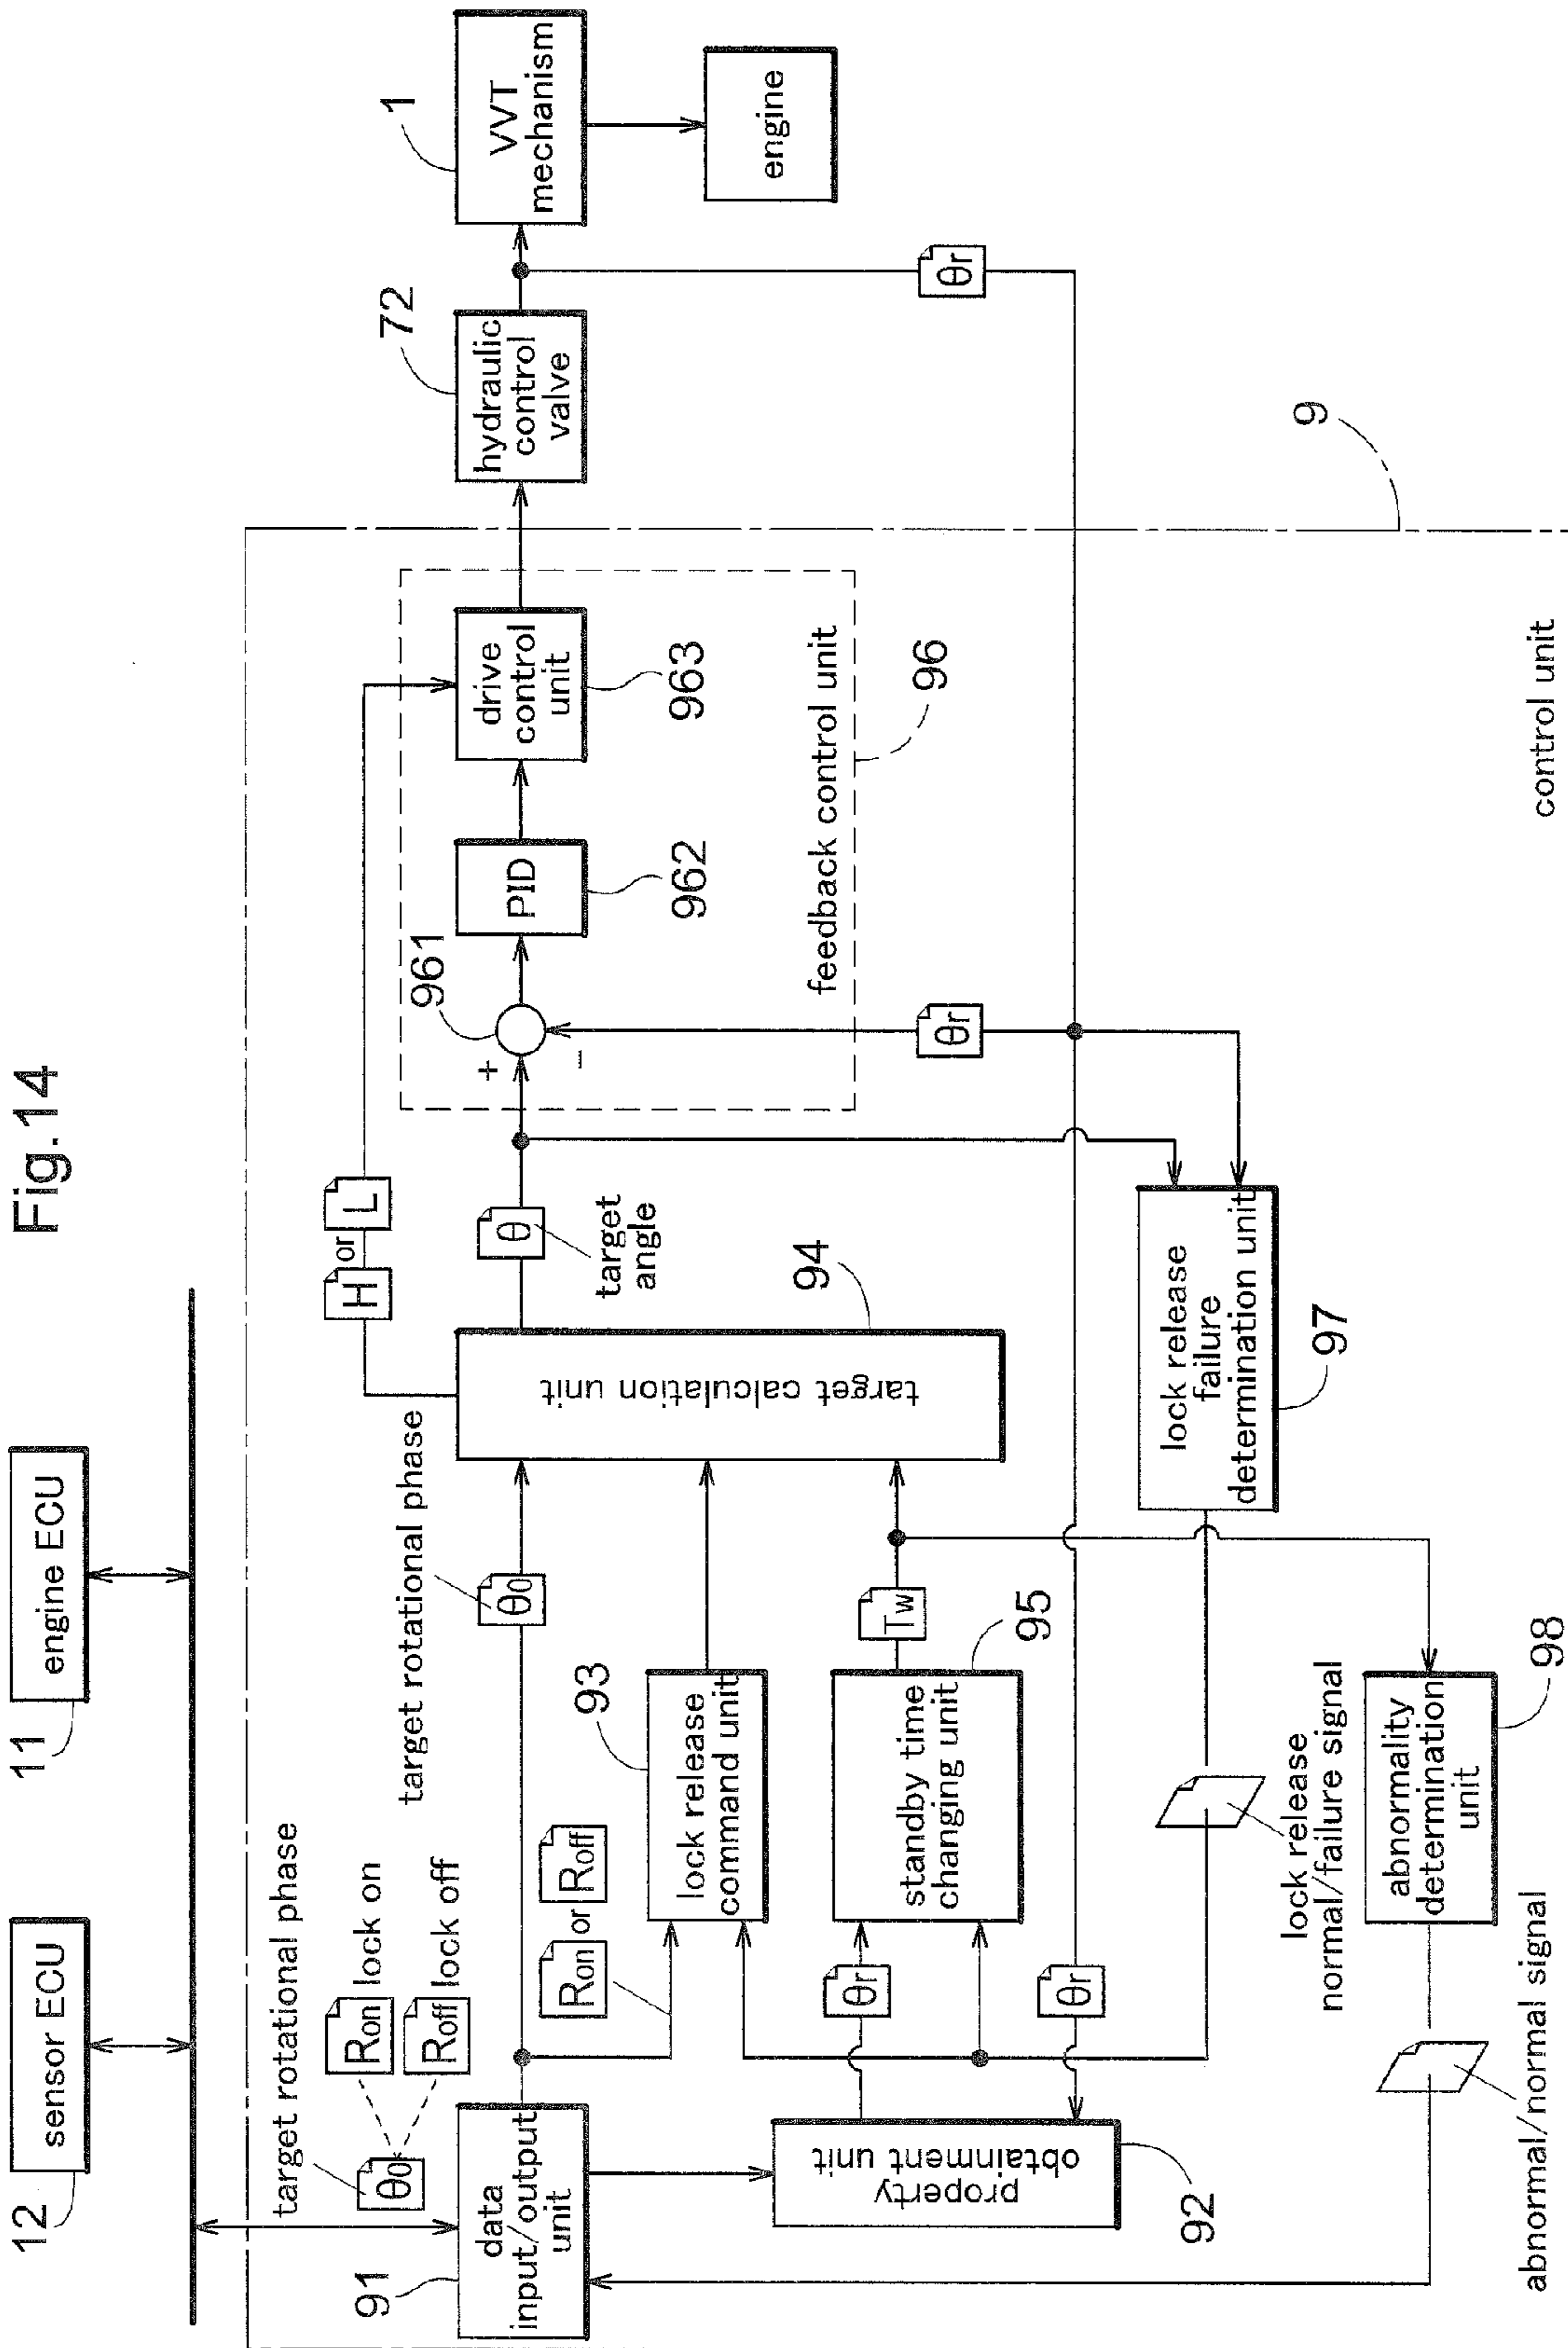 Fig.14
12
sensor ECU
11
engine ECU
target rotational phase
θ0
Ron
lock on
Roff
lock off
91
data
input/output
unit
target rotational phase
θ0
Ron
or
Roff
93
lock release
command unit
H
or
L
target calculation unit
94
θ
target
angle
+
−
961
PID
962
drive
control
unit
963
feedback control unit
96
72
hydraulic
control
valve
1
VVT
mechanism
engine
θr
θr
θr
θr
property
obtainment unit
92
standby time
changing unit
95
Tw
lock release
failure
determination unit
97
lock release
normal/failure signal
abnormality
determination
unit
98
abnormal/normal signal
control unit
9